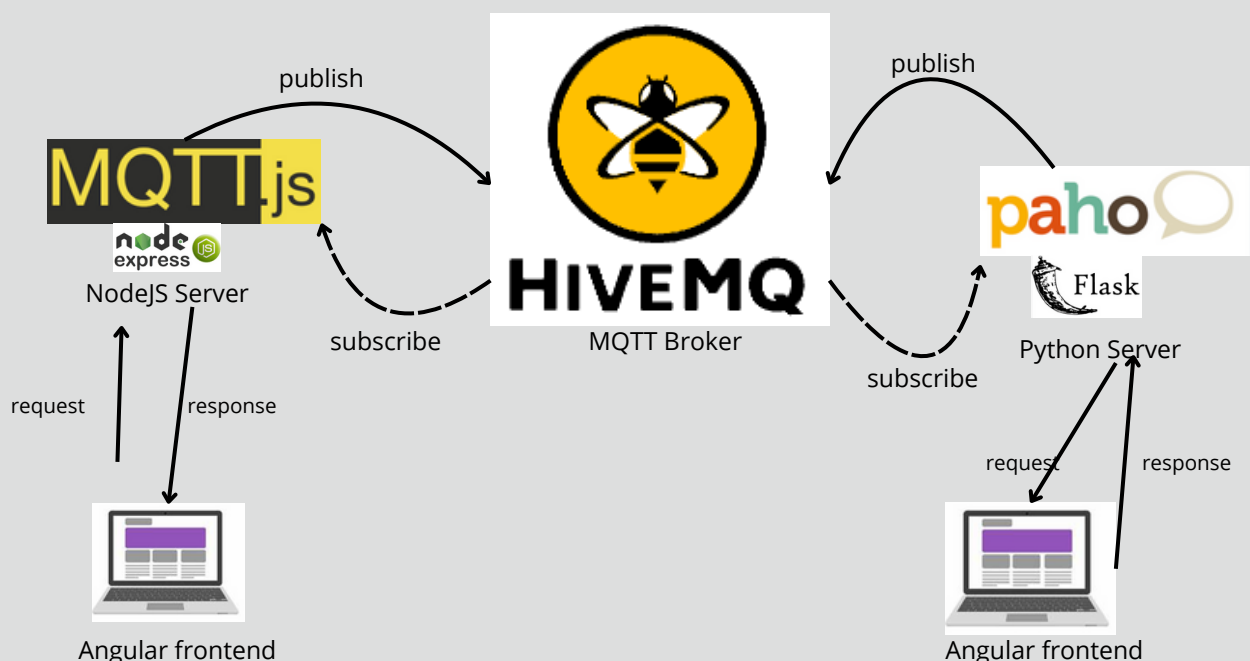 publish
publish
MQTT.js
node
express
JS
NodeJS Server
subscribe
HIVEMQ
MQTT Broker
paho
Flask
Python Server
subscribe
request
response
request
response
Angular frontend
Angular frontend